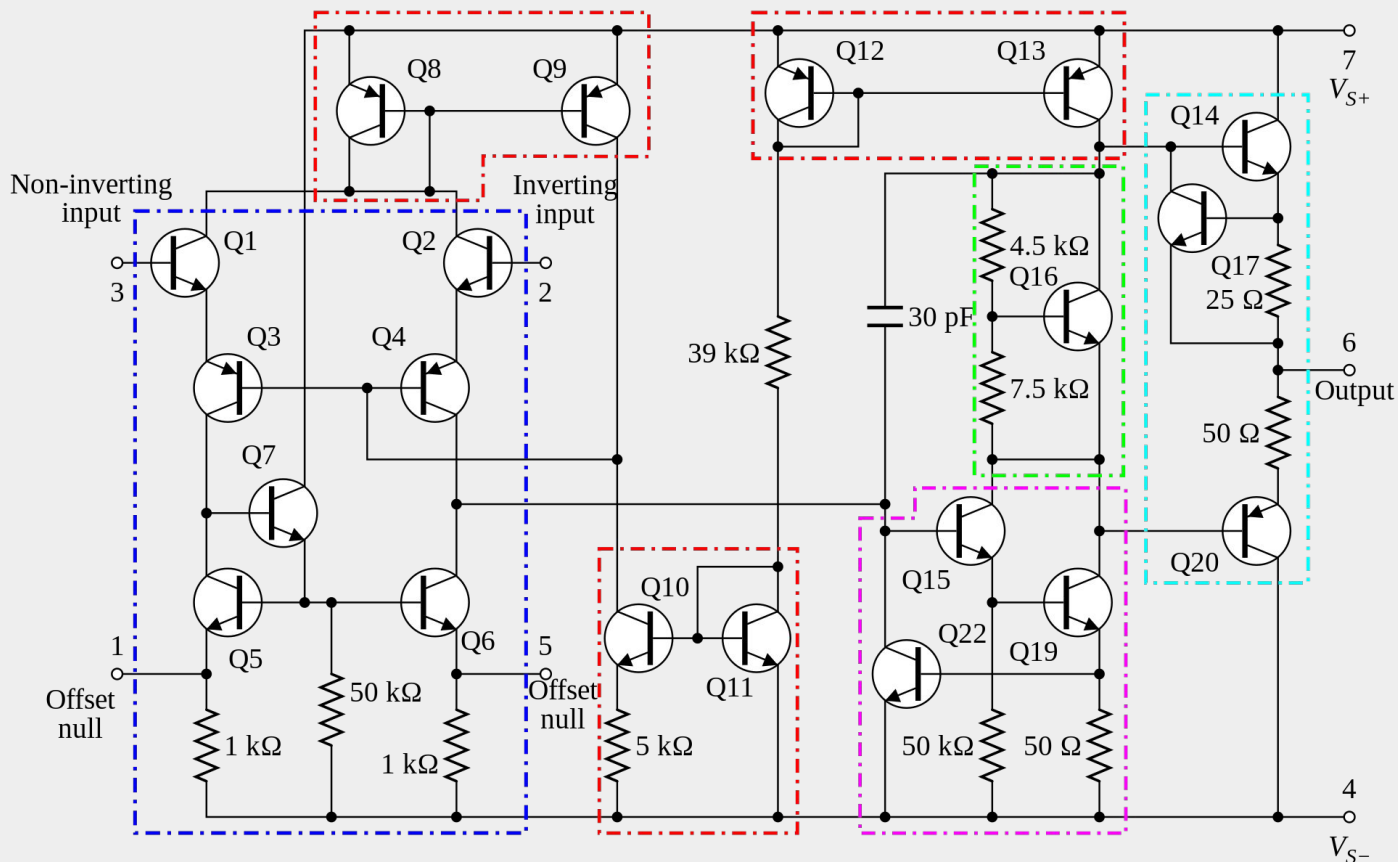 Q8
Q9
Q12
Q13
7
V_S+
Q14
Non-inverting
input
Inverting
input
Q1
Q2
3
2
Q17
25 Ω
4.5 kΩ
Q16
30 pF
Q3
Q4
39 kΩ
7.5 kΩ
6
Output
50 Ω
Q7
Q20
Q15
Q10
Q22
Q19
1
Offset
null
Q5
Q6
5
Offset
null
Q11
50 kΩ
1 kΩ
1 kΩ
5 kΩ
50 kΩ
50 Ω
4
V_S−